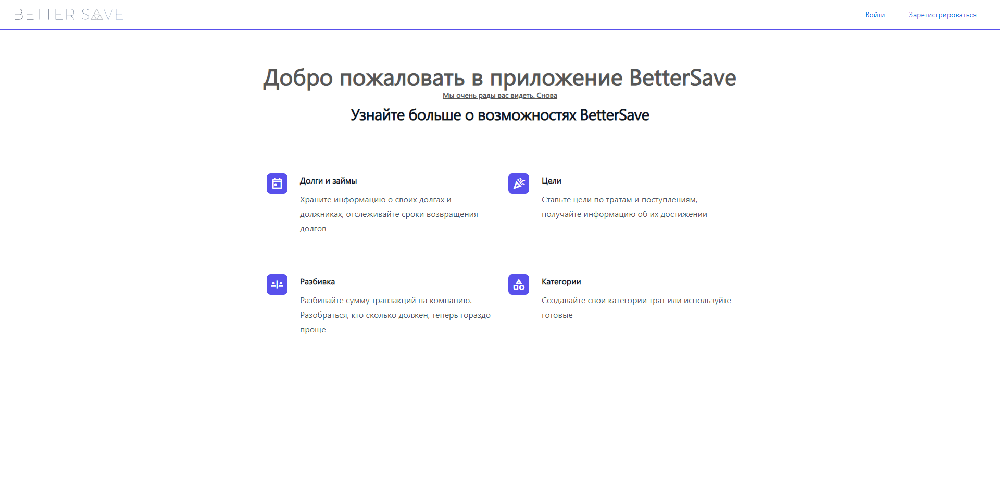 BETTER SAVE
Войти
Зарегистрироваться
Добро пожаловать в приложение BetterSave
Мы очень рады вас видеть. Снова
Узнайте больше о возможностях BetterSave
Долги и займы
Храните информацию о своих долгах и
должниках, отслеживайте сроки возвращения
долгов
Цели
Ставьте цели по тратам и поступлениям,
получайте информацию об их достижении
Разбивка
Разбивайте сумму транзакций на компанию.
Разобраться, кто сколько должен, теперь гораздо
проще
Категории
Создавайте свои категории трат или используйте
готовые